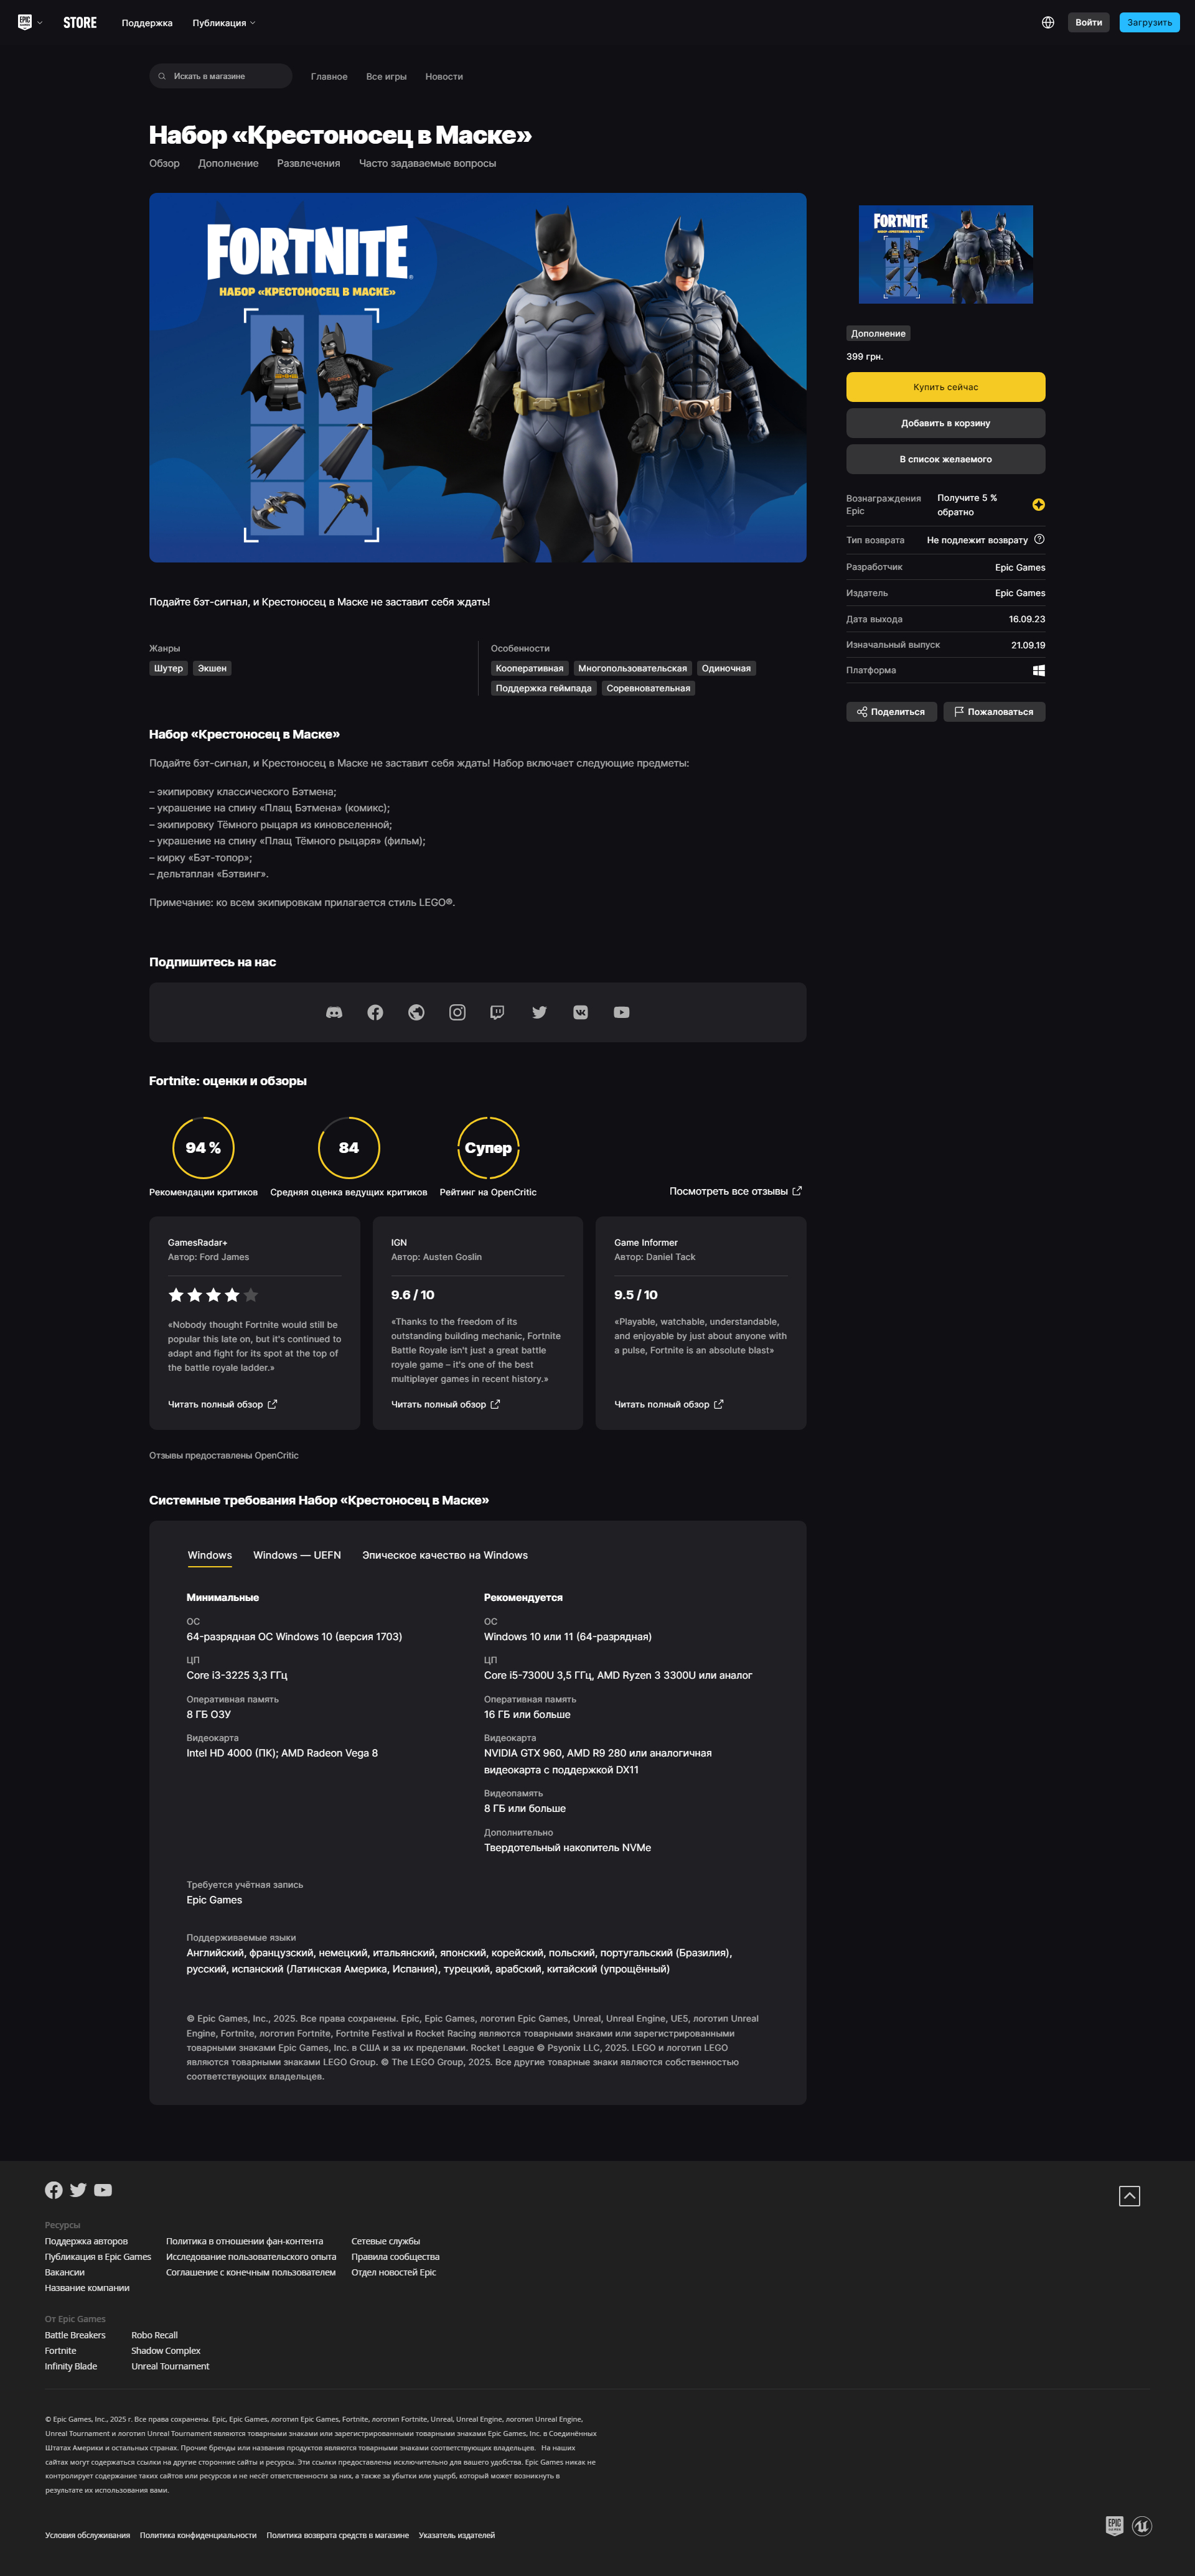 EPIC GAMES
STORE
Поддержка
Публикация
Войти
Загрузить
Искать в магазине
Главное
Все игры
Новости
Набор «Крестоносец в Маске»
Обзор
Дополнение
Развлечения
Часто задаваемые вопросы
FORTNITE
НАБОР «КРЕСТОНОСЕЦ В МАСКЕ»
FORTNITE
НАБОР «КРЕСТОНОСЕЦ В МАСКЕ»
Дополнение
399 грн.
Купить сейчас
Добавить в корзину
В список желаемого
Вознаграждения Epic
Получите 5 % обратно
Тип возврата
Не подлежит возврату
Разработчик
Epic Games
Издатель
Epic Games
Дата выхода
16.09.23
Изначальный выпуск
21.09.19
Платформа
Поделиться
Пожаловаться
Подайте бэт-сигнал, и Крестоносец в Маске не заставит себя ждать!
Жанры
Шутер
Экшен
Особенности
Кооперативная
Многопользовательская
Одиночная
Поддержка геймпада
Соревновательная
Набор «Крестоносец в Маске»
Подайте бэт-сигнал, и Крестоносец в Маске не заставит себя ждать! Набор включает следующие предметы:
– экипировку классического Бэтмена;
– украшение на спину «Плащ Бэтмена» (комикс);
– экипировку Тёмного рыцаря из киновселенной;
– украшение на спину «Плащ Тёмного рыцаря» (фильм);
– кирку «Бэт-топор»;
– дельтаплан «Бэтвинг».
Примечание: ко всем экипировкам прилагается стиль LEGO®.
Подпишитесь на нас
Fortnite: оценки и обзоры
94 %
Рекомендации критиков
84
Средняя оценка ведущих критиков
Супер
Рейтинг на OpenCritic
Посмотреть все отзывы
GamesRadar+
Автор: Ford James
«Nobody thought Fortnite would still be
popular this late on, but it's continued to
adapt and fight for its spot at the top of
the battle royale ladder.»
Читать полный обзор
IGN
Автор: Austen Goslin
9.6 / 10
«Thanks to the freedom of its
outstanding building mechanic, Fortnite
Battle Royale isn't just a great battle
royale game – it's one of the best
multiplayer games in recent history.»
Читать полный обзор
Game Informer
Автор: Daniel Tack
9.5 / 10
«Playable, watchable, understandable,
and enjoyable by just about anyone with
a pulse, Fortnite is an absolute blast»
Читать полный обзор
Отзывы предоставлены OpenCritic
Системные требования Набор «Крестоносец в Маске»
Windows
Windows — UEFN
Эпическое качество на Windows
Минимальные
ОС
64-разрядная ОС Windows 10 (версия 1703)
ЦП
Core i3-3225 3,3 ГГц
Оперативная память
8 ГБ ОЗУ
Видеокарта
Intel HD 4000 (ПК); AMD Radeon Vega 8
Рекомендуется
ОС
Windows 10 или 11 (64-разрядная)
ЦП
Core i5-7300U 3,5 ГГц, AMD Ryzen 3 3300U или аналог
Оперативная память
16 ГБ или больше
Видеокарта
NVIDIA GTX 960, AMD R9 280 или аналогичная
видеокарта с поддержкой DX11
Видеопамять
8 ГБ или больше
Дополнительно
Твердотельный накопитель NVMe
Требуется учётная запись
Epic Games
Поддерживаемые языки
Английский, французский, немецкий, итальянский, японский, корейский, польский, португальский (Бразилия),
русский, испанский (Латинская Америка, Испания), турецкий, арабский, китайский (упрощённый)
© Epic Games, Inc., 2025. Все права сохранены. Epic, Epic Games, логотип Epic Games, Unreal, Unreal Engine, UE5, логотип Unreal
Engine, Fortnite, логотип Fortnite, Fortnite Festival и Rocket Racing являются товарными знаками или зарегистрированными
товарными знаками Epic Games, Inc. в США и за их пределами. Rocket League © Psyonix LLC, 2025. LEGO и логотип LEGO
являются товарными знаками LEGO Group. © The LEGO Group, 2025. Все другие товарные знаки являются собственностью
соответствующих владельцев.
Ресурсы
Поддержка авторов
Публикация в Epic Games
Вакансии
Название компании
Политика в отношении фан-контента
Исследование пользовательского опыта
Соглашение с конечным пользователем
Сетевые службы
Правила сообщества
Отдел новостей Epic
От Epic Games
Battle Breakers
Fortnite
Infinity Blade
Robo Recall
Shadow Complex
Unreal Tournament
© Epic Games, Inc., 2025 г. Все права сохранены. Epic, Epic Games, логотип Epic Games, Fortnite, логотип Fortnite, Unreal, Unreal Engine, логотип Unreal Engine,
Unreal Tournament и логотип Unreal Tournament являются товарными знаками или зарегистрированными товарными знаками Epic Games, Inc. в Соединённых
Штатах Америки и остальных странах. Прочие бренды или названия продуктов являются товарными знаками соответствующих владельцев. На наших
сайтах могут содержаться ссылки на другие сторонние сайты и ресурсы. Эти ссылки предоставлены исключительно для вашего удобства. Epic Games никак не
контролирует содержание таких сайтов или ресурсов и не несёт ответственности за них, а также за убытки или ущерб, который может возникнуть в
результате их использования вами.
Условия обслуживания
Политика конфиденциальности
Политика возврата средств в магазине
Указатель издателей
EPIC GAMES